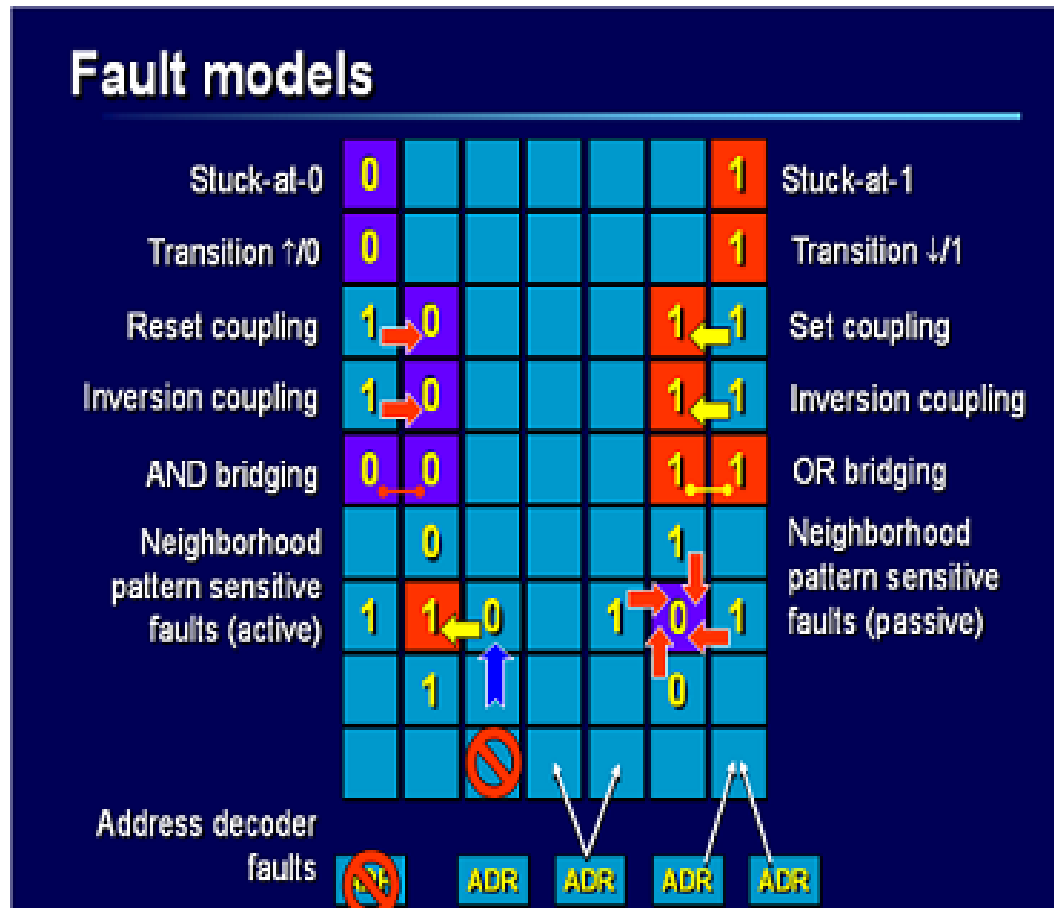 Fault models
Stuck-at-0 0 1 Stuck-at-1
Transition ↑/0 0 1 Transition ↓/1
Reset coupling 1 0 1 1 Set coupling
Inversion coupling 1 0 1 1 Inversion coupling
AND bridging 0 0 1 1 OR bridging
Neighborhood 0 1 Neighborhood
pattern sensitive pattern sensitive
faults (active) 1 1 0 1 0 1 faults (passive)
1 0
Address decoder
faults ADR ADR ADR ADR